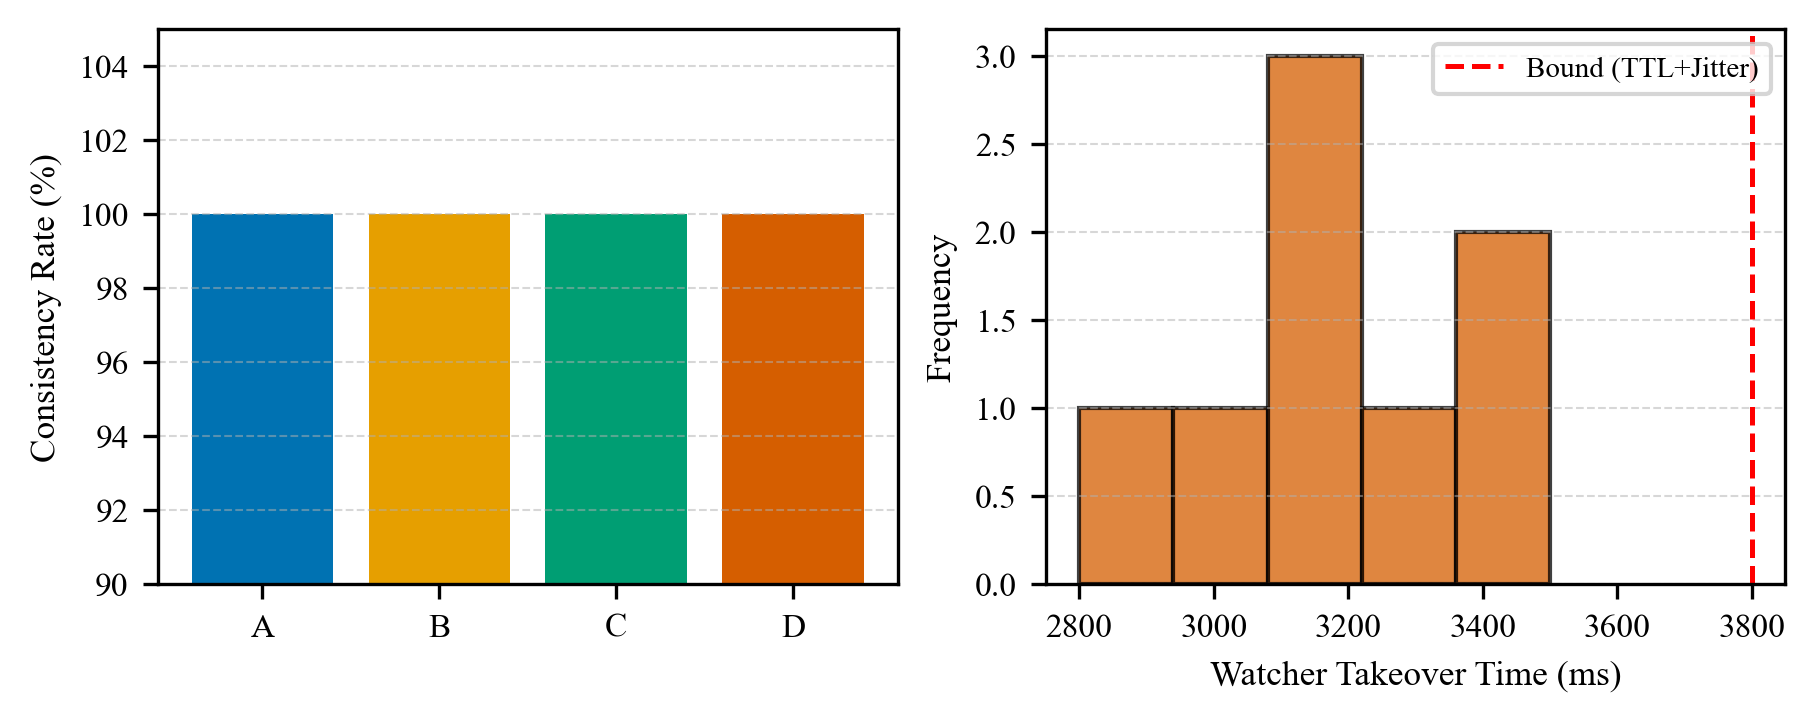 Consistency Rate (%)
104
102
100
98
96
94
92
90
A B C D
Frequency
3.0
2.5
2.0
1.5
1.0
0.5
0.0
Bound (TTL+Jitter)
2800 3000 3200 3400 3600 3800
Watcher Takeover Time (ms)